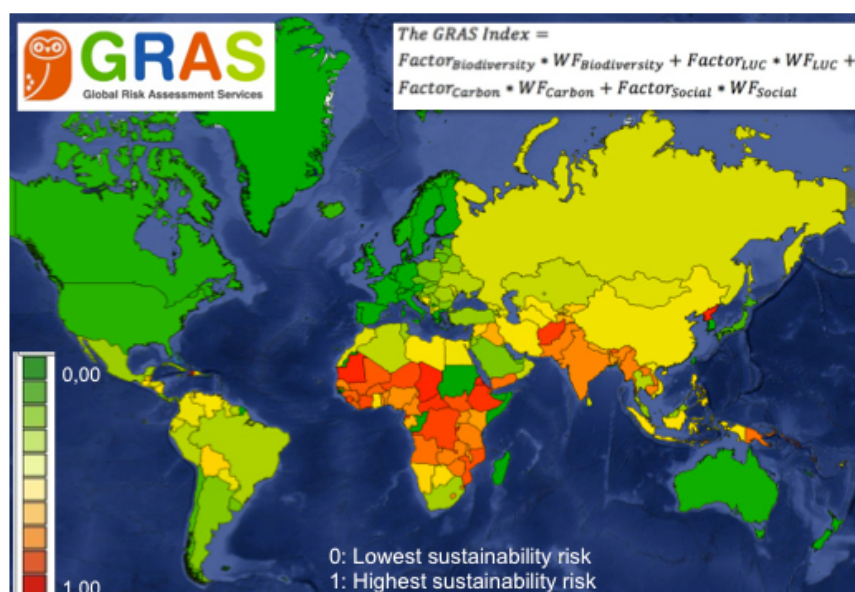 GRAS
Global Risk Assessment Services
The GRAS Index =
Factor_Biodiversity * WF_Biodiversity + Factor_LUC * WF_LUC +
Factor_Carbon * WF_Carbon + Factor_Social * WF_Social
0,00
1,00
0: Lowest sustainability risk
1: Highest sustainability risk